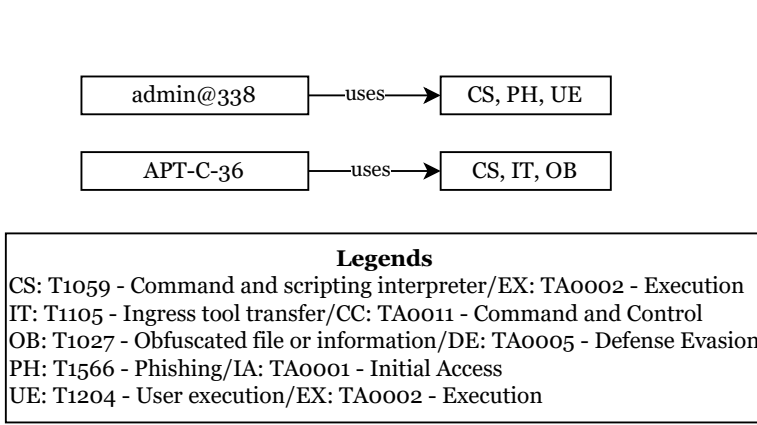 admin@338 uses CS, PH, UE
APT-C-36 uses CS, IT, OB
Legends
CS: T1059 - Command and scripting interpreter/EX: TA0002 - Execution
IT: T1105 - Ingress tool transfer/CC: TA0011 - Command and Control
OB: T1027 - Obfuscated file or information/DE: TA0005 - Defense Evasion
PH: T1566 - Phishing/IA: TA0001 - Initial Access
UE: T1204 - User execution/EX: TA0002 - Execution